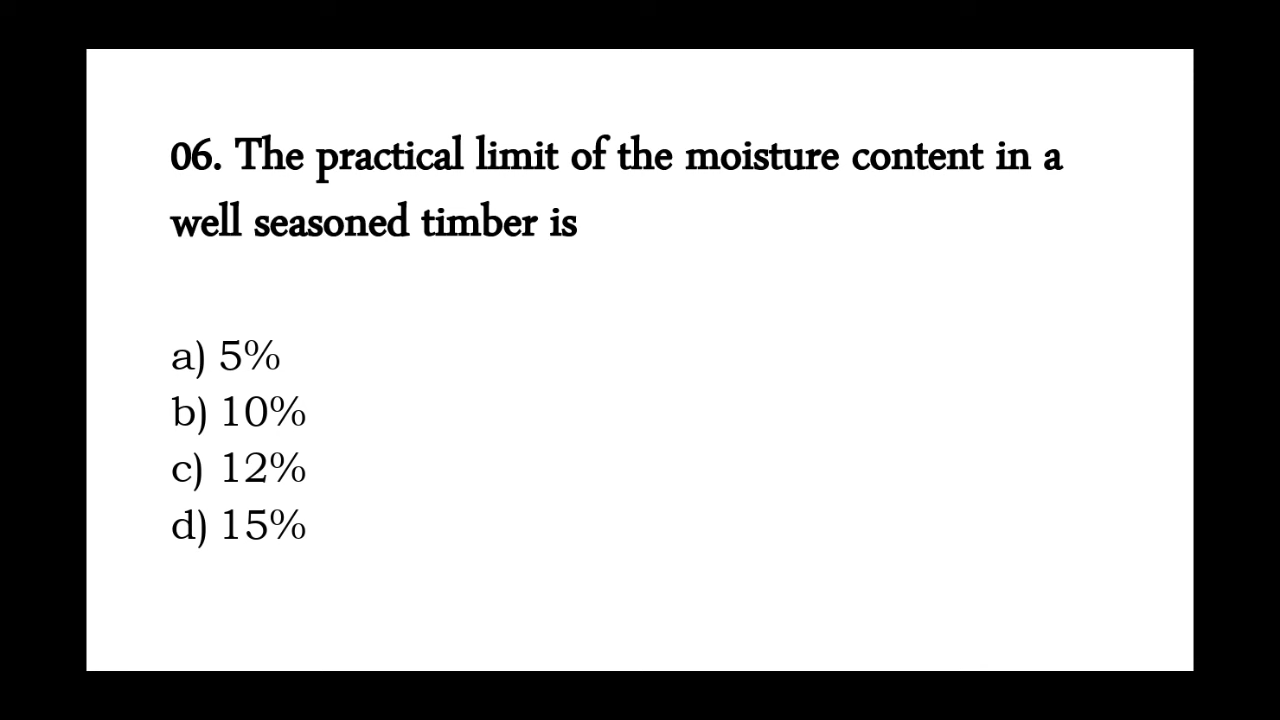 06. The practical limit of the moisture content in a
well seasoned timber is
a) 5%
b) 10%
c) 12%
d) 15%